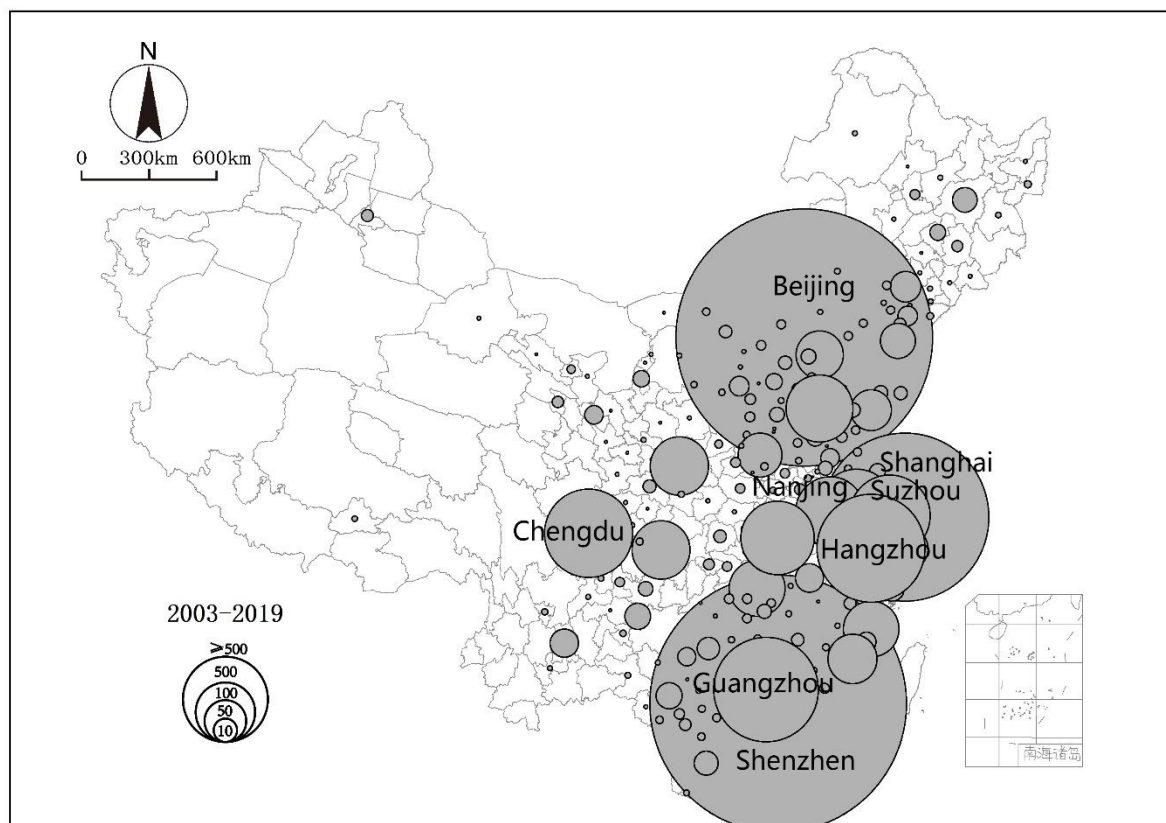 N
0 300km 600km
Beijing
Shanghai
Nanjing
Suzhou
Chengdu
Hangzhou
2003-2019
≥500
500
100
50
10
Guangzhou
Shenzhen
南海诸岛